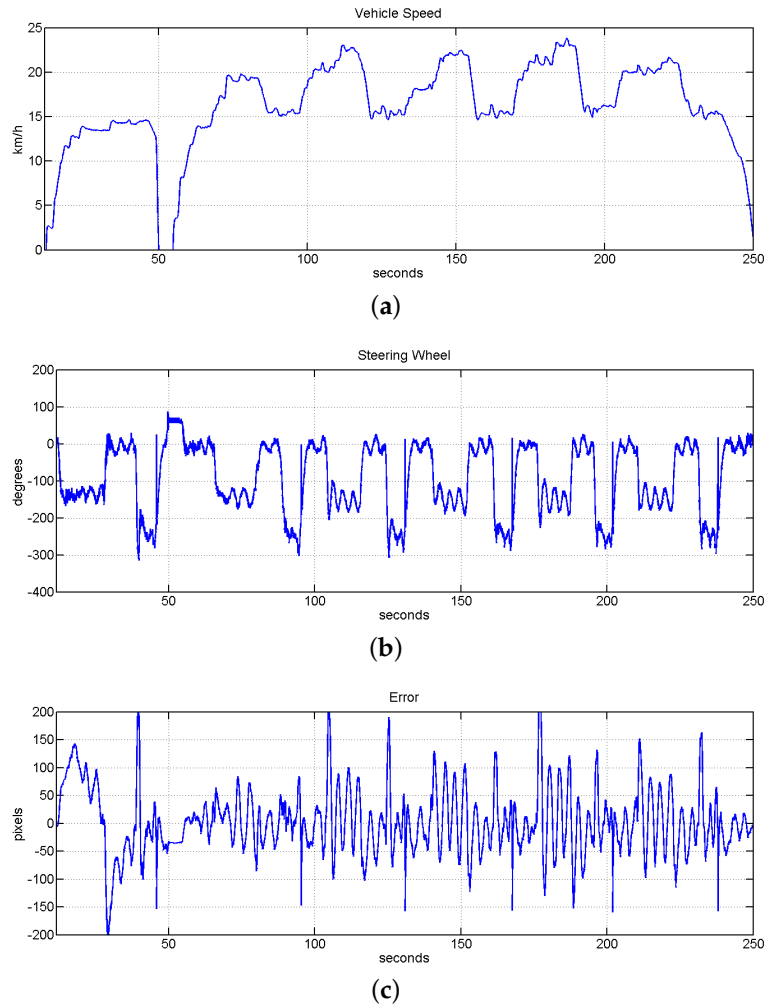 Vehicle Speed
25
20
15
10
5
0
km/h
50 100 150 200 250
seconds
(a)
Steering Wheel
200
100
0
-100
-200
-300
-400
degrees
50 100 150 200 250
seconds
(b)
Error
200
150
100
50
0
-50
-100
-150
-200
pixels
50 100 150 200 250
seconds
(c)